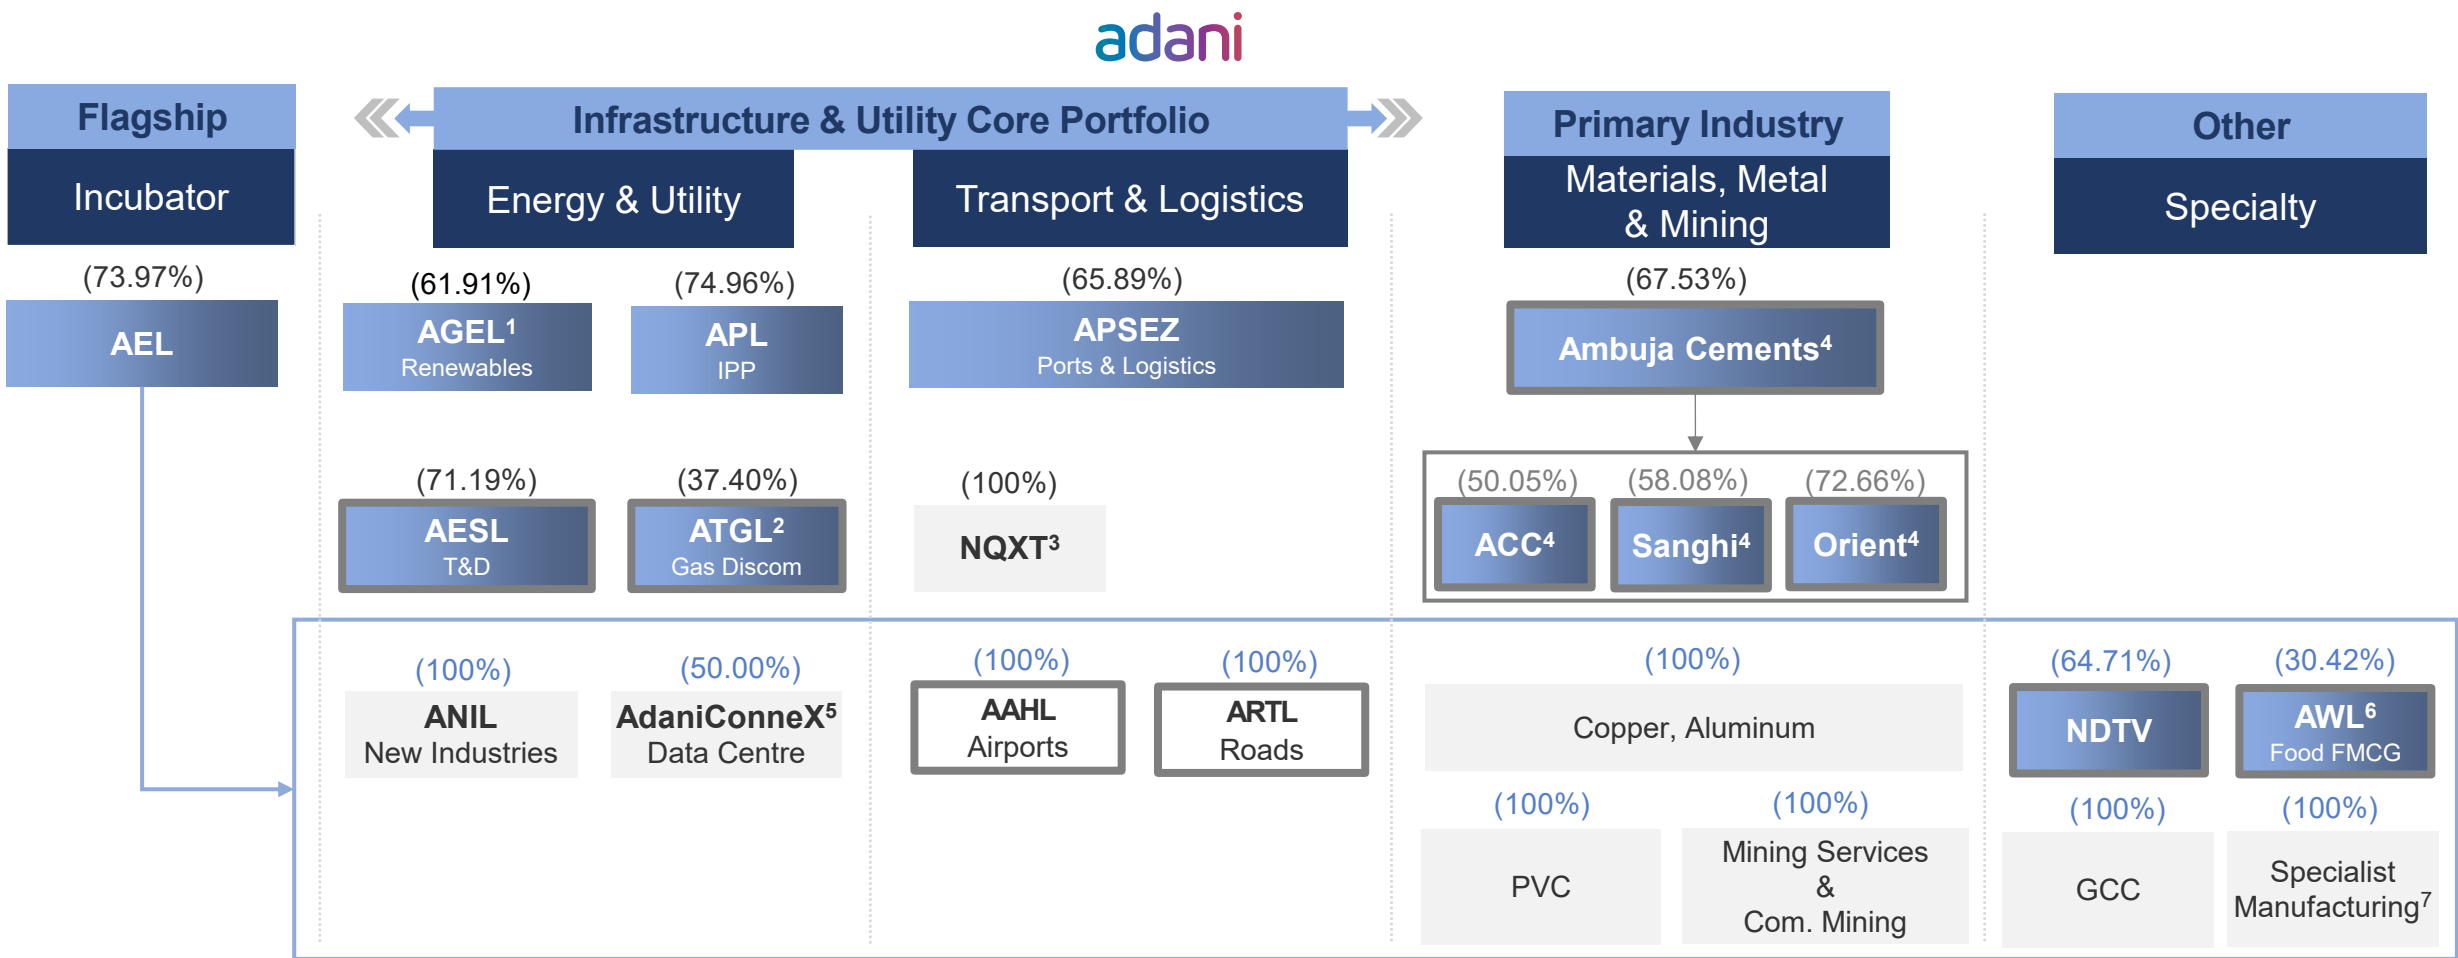 adani
Flagship
Incubator
(73.97%)
AEL
Infrastructure & Utility Core Portfolio
Energy & Utility
(61.91%)
AGEL¹
Renewables
(74.96%)
APL
IPP
(71.19%)
AESL
T&D
(37.40%)
ATGL²
Gas Discom
Transport & Logistics
(65.89%)
APSEZ
Ports & Logistics
(100%)
NQXT³
Primary Industry
Materials, Metal
& Mining
(67.53%)
Ambuja Cements⁴
(50.05%)
ACC⁴
(58.08%)
Sanghi⁴
(72.66%)
Orient⁴
Other
Specialty
(100%)
ANIL
New Industries
(50.00%)
AdaniConneX⁵
Data Centre
(100%)
AAHL
Airports
(100%)
ARTL
Roads
(100%)
Copper, Aluminum
(100%)
PVC
(100%)
Mining Services
&
Com. Mining
(64.71%)
NDTV
(30.42%)
AWL⁶
Food FMCG
(100%)
GCC
(100%)
Specialist
Manufacturing⁷